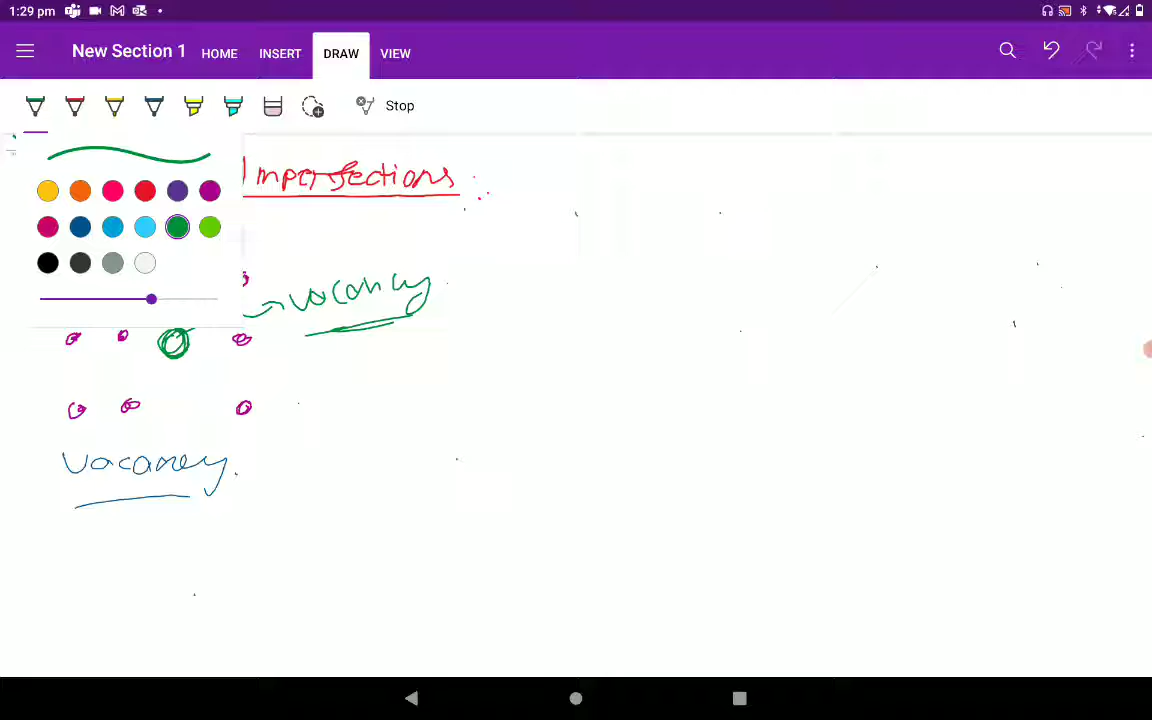 1:29 pm
New Section 1 HOME INSERT DRAW VIEW
Stop
Imperfections
vacancy
vacancy.